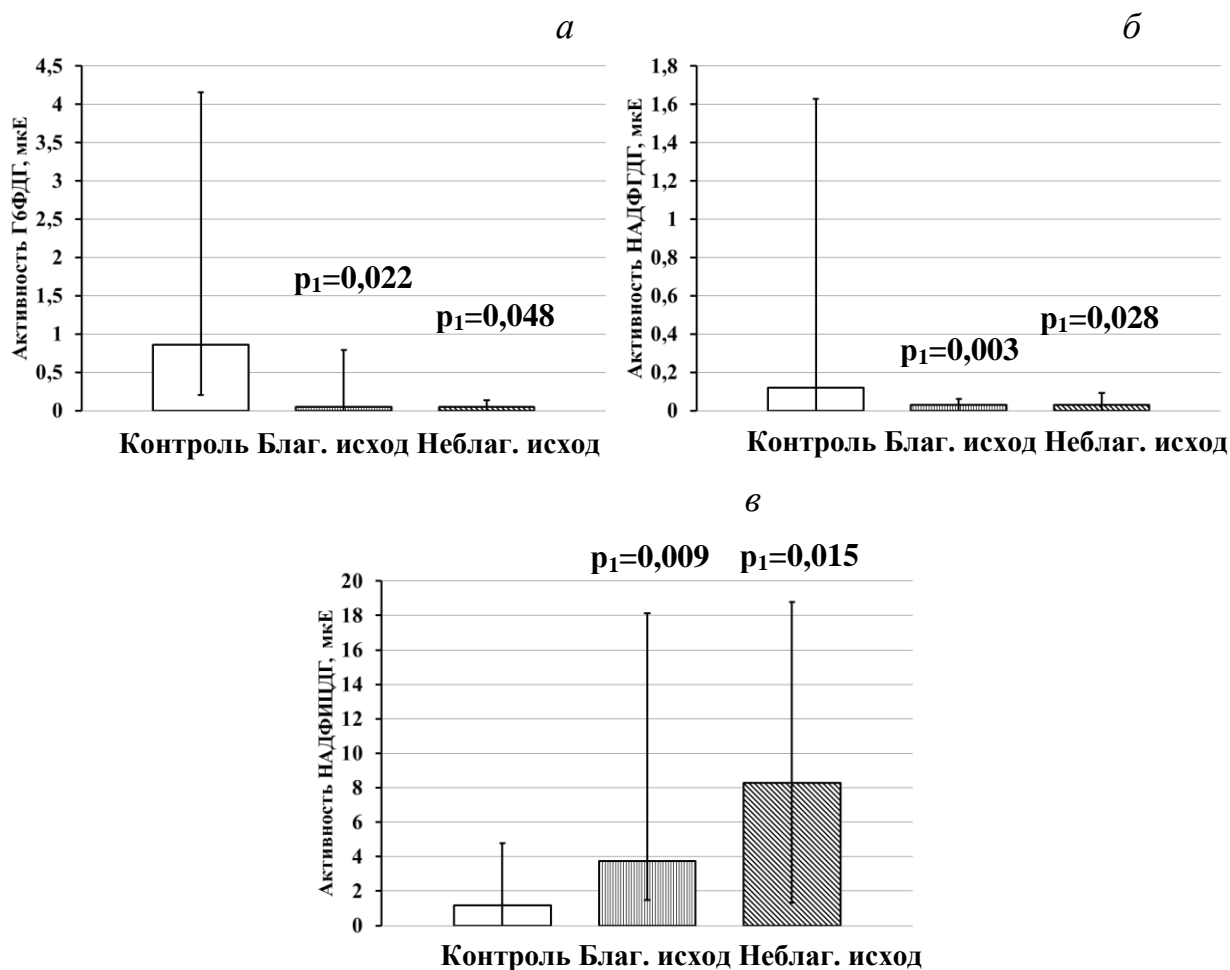 а
Активность Г6ФДГ, мкЕ
4,5
4
3,5
3
2,5
2
1,5
1
0,5
0
p₁=0,022
p₁=0,048
Контроль Благ. исход Неблаг. исход
б
Активность НАДФГДГ, мкЕ
1,8
1,6
1,4
1,2
1
0,8
0,6
0,4
0,2
0
p₁=0,003
p₁=0,028
Контроль Благ. исход Неблаг. исход
в
p₁=0,009 p₁=0,015
Активность НАДФИЦДГ, мкЕ
20
18
16
14
12
10
8
6
4
2
0
Контроль Благ. исход Неблаг. исход